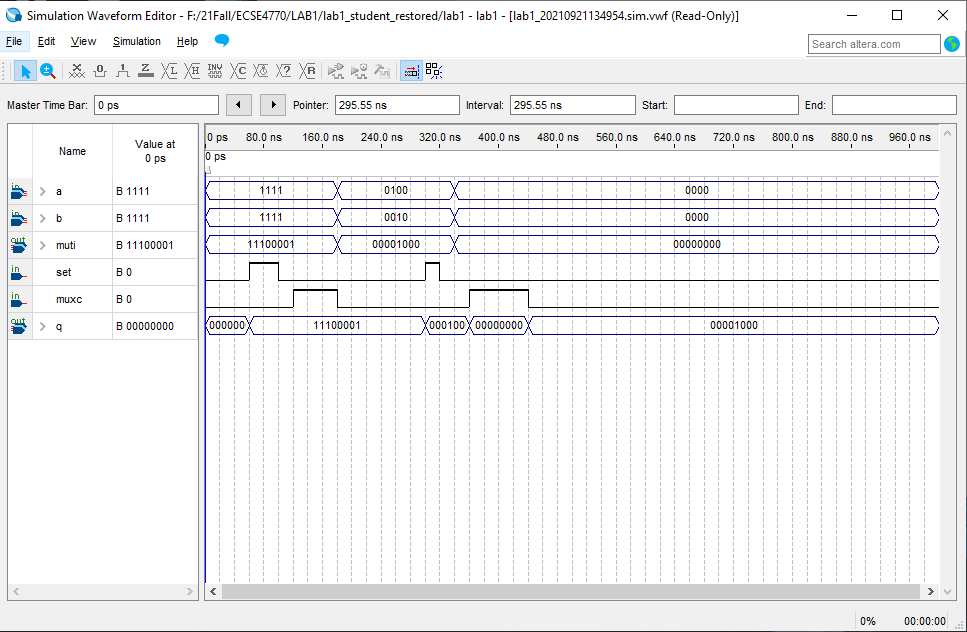 Simulation Waveform Editor - F:/21Fall/ECSE4770/LAB1/lab1_student_restored/lab1 - lab1 - [lab1_20210921134954.sim.vwf (Read-Only)]
File Edit View Simulation Help
Search altera.com
Master Time Bar: 0 ps Pointer: 295.55 ns Interval: 295.55 ns Start: End:
Name Value at 0 ps
0 ps 80.0 ns 160.0 ns 240.0 ns 320.0 ns 400.0 ns 480.0 ns 560.0 ns 640.0 ns 720.0 ns 800.0 ns 880.0 ns 960.0 ns
0 ps
in a B 1111 1111 0100 0000
in b B 1111 1111 0010 0000
out muti B 11100001 11100001 00001000 00000000
in set B 0
in muxc B 0
out q B 00000000 000000 11100001 000100 00000000 00001000
0% 00:00:00